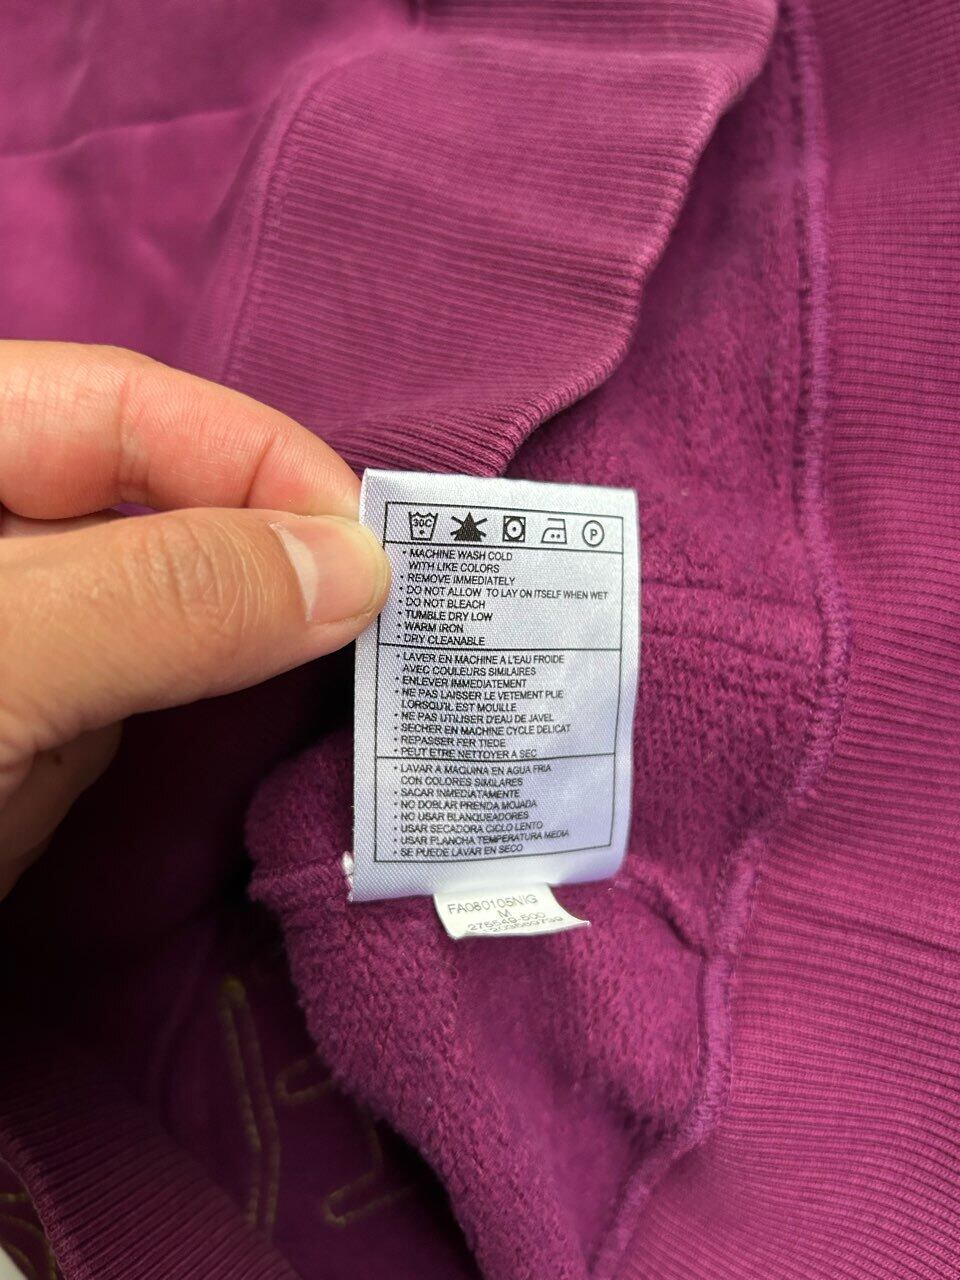 30C
P
• MACHINE WASH COLD
WITH LIKE COLORS
• REMOVE IMMEDIATELY
• DO NOT ALLOW TO LAY ON ITSELF WHEN WET
• DO NOT BLEACH
• TUMBLE DRY LOW
• WARM IRON
• DRY CLEANABLE
• LAVER EN MACHINE A L'EAU FROIDE
AVEC COULEURS SIMILAIRES
• ENLEVER IMMEDIATEMENT
• NE PAS LAISSER LE VETEMENT PLIE
LORSQU'IL EST MOUILLE
• NE PAS UTILISER D'EAU DE JAVEL
• SECHER EN MACHINE CYCLE DELICAT
• REPASSER FER TIEDE
• PEUT ETRE NETTOYER A SEC
• LAVAR A MAQUINA EN AGUA FRIA
CON COLORES SIMILARES
• SACAR INMEDIATAMENTE
• NO DOBLAR PRENDA MOJADA
• NO USAR BLANQUEADORES
• USAR SECADORA CICLO LENTO
• USAR PLANCHA TEMPERATURA MEDIA
• SE PUEDE LAVAR EN SECO
FA080105NIG
M
276549-500